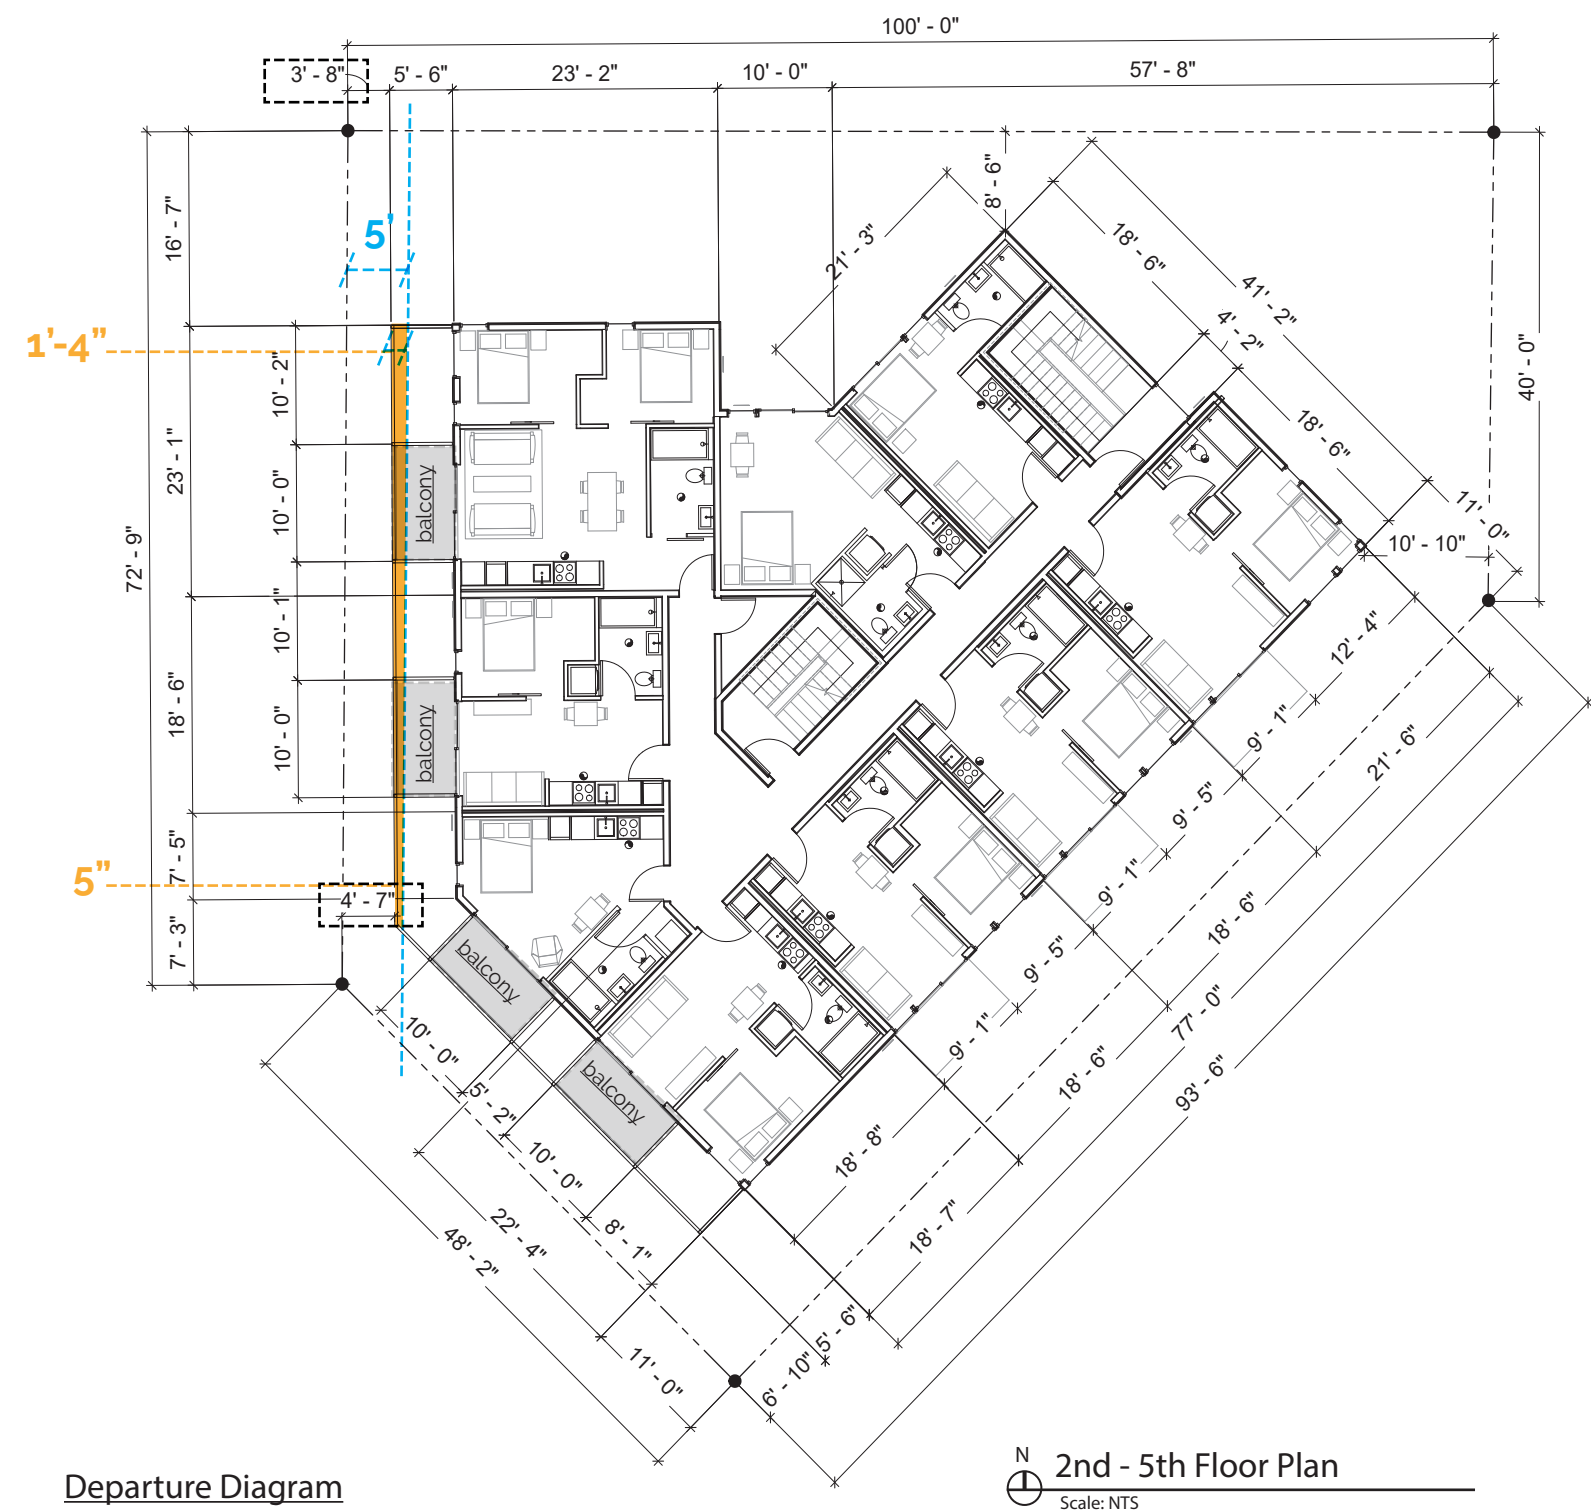 100' - 0"
3' - 8"
5' - 6"
23' - 2"
10' - 0"
57' - 8"
16' - 7"
5'
8' - 6"
21' - 3"
18' - 6"
41' - 2"
4' - 2"
40' - 0"
1'-4"
10' - 2"
23' - 1"
18' - 6"
10' - 0"
balcony
72' - 9"
11' - 0"
10' - 10"
10' - 1"
12' - 4"
18' - 6"
10' - 0"
balcony
9' - 1"
21' - 6"
9' - 5"
7' - 5"
5"
4' - 7"
9' - 1"
18' - 6"
7' - 3"
balcony
9' - 5"
77' - 0"
10' - 0"
9' - 1"
18' - 6"
93' - 6"
5' - 2"
balcony
10' - 0"
18' - 8"
22' - 4"
48' - 2"
8' - 1"
18' - 7"
5' - 6"
11' - 0"
6' - 10"
N
2nd - 5th Floor Plan
Scale: NTS
Departure Diagram